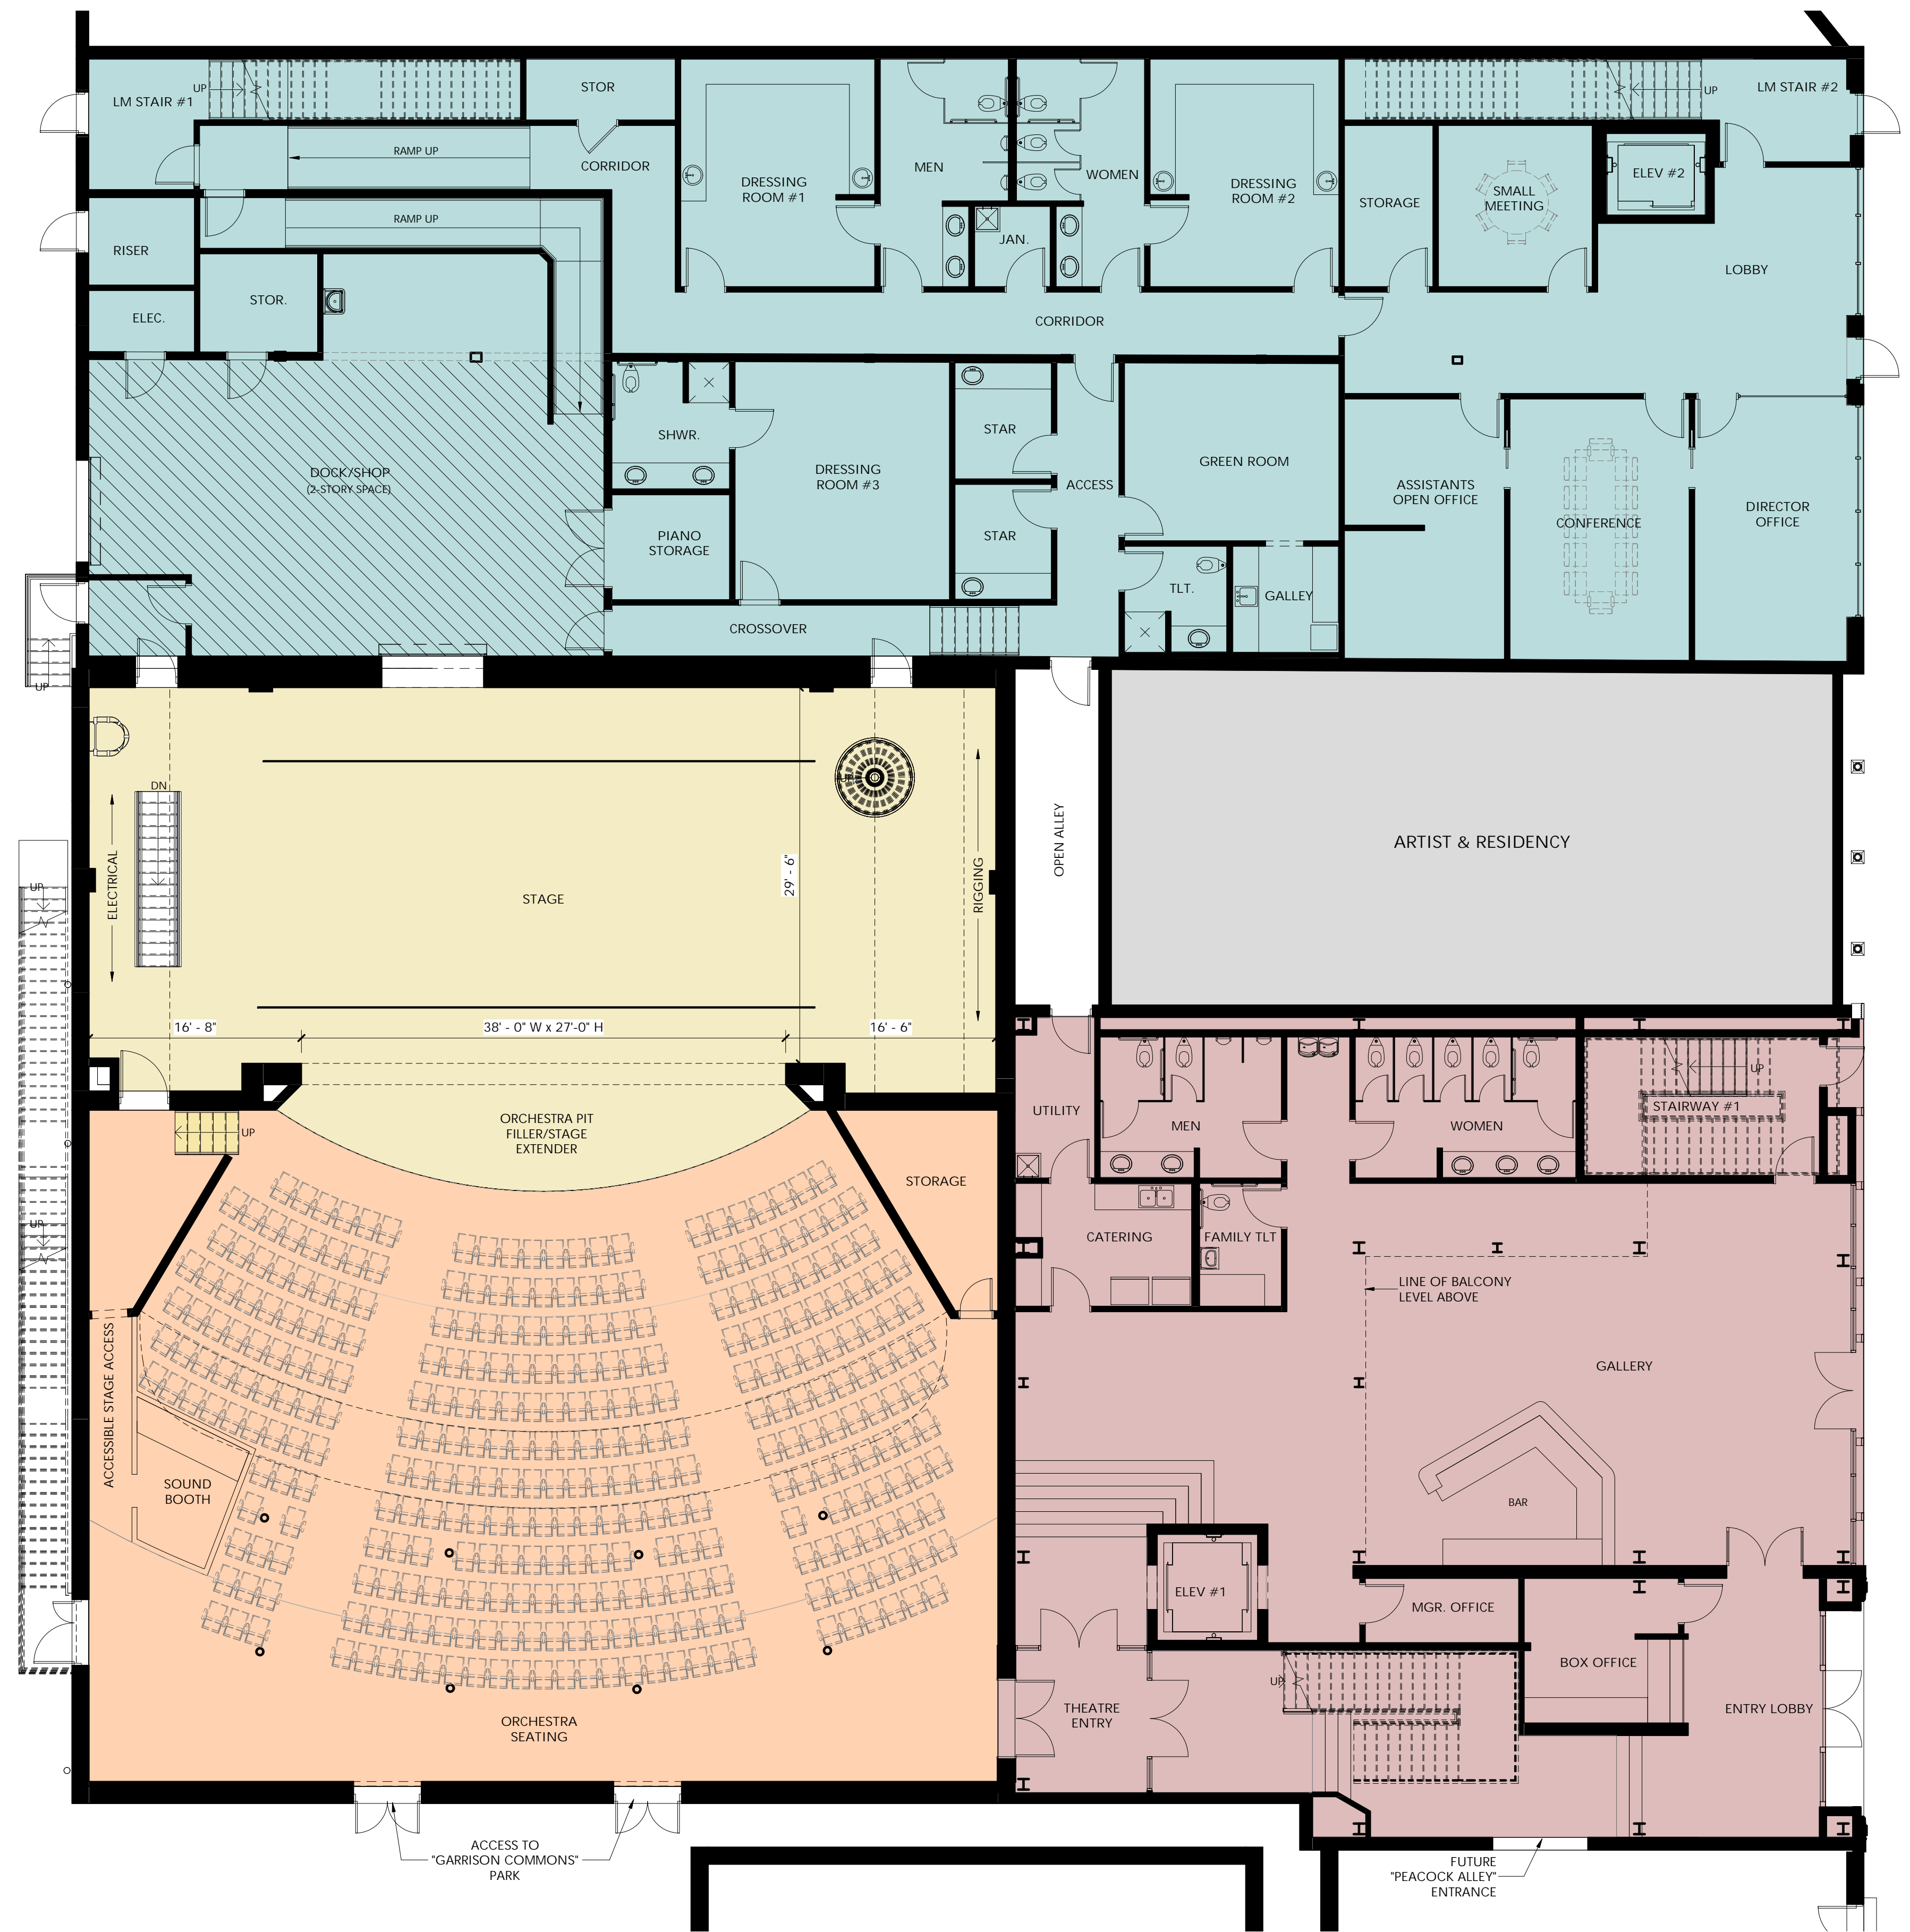 LM STAIR #1
UP
STOR
RAMP UP
CORRIDOR
MEN
WOMEN
DRESSING
ROOM #1
DRESSING
ROOM #2
JAN.
STORAGE
SMALL
MEETING
ELEV #2
UP
LM STAIR #2
RISER
RAMP UP
ELEC.
STOR.
CORRIDOR
LOBBY
DOCK/SHOP
(2-STORY SPACE)
SHWR.
DRESSING
ROOM #3
STAR
STAR
ACCESS
GREEN ROOM
ASSISTANTS
OPEN OFFICE
CONFERENCE
DIRECTOR
OFFICE
PIANO
STORAGE
TLT.
GALLEY
CROSSOVER
UP
DN
UP
ELECTRICAL
STAGE
29' - 6"
RIGGING
OPEN ALLEY
ARTIST & RESIDENCY
UP
16' - 8"
38' - 0" W x 27'-0" H
16' - 6"
ORCHESTRA PIT
FILLER/STAGE
EXTENDER
UP
STORAGE
UTILITY
MEN
WOMEN
UP
STAIRWAY #1
UP
CATERING
FAMILY TLT
LINE OF BALCONY
LEVEL ABOVE
GALLERY
ACCESSIBLE STAGE ACCESS
SOUND
BOOTH
BAR
ELEV #1
MGR. OFFICE
BOX OFFICE
UP
THEATRE
ENTRY
ENTRY LOBBY
ORCHESTRA
SEATING
ACCESS TO
"GARRISON COMMONS"
PARK
FUTURE
"PEACOCK ALLEY"
ENTRANCE